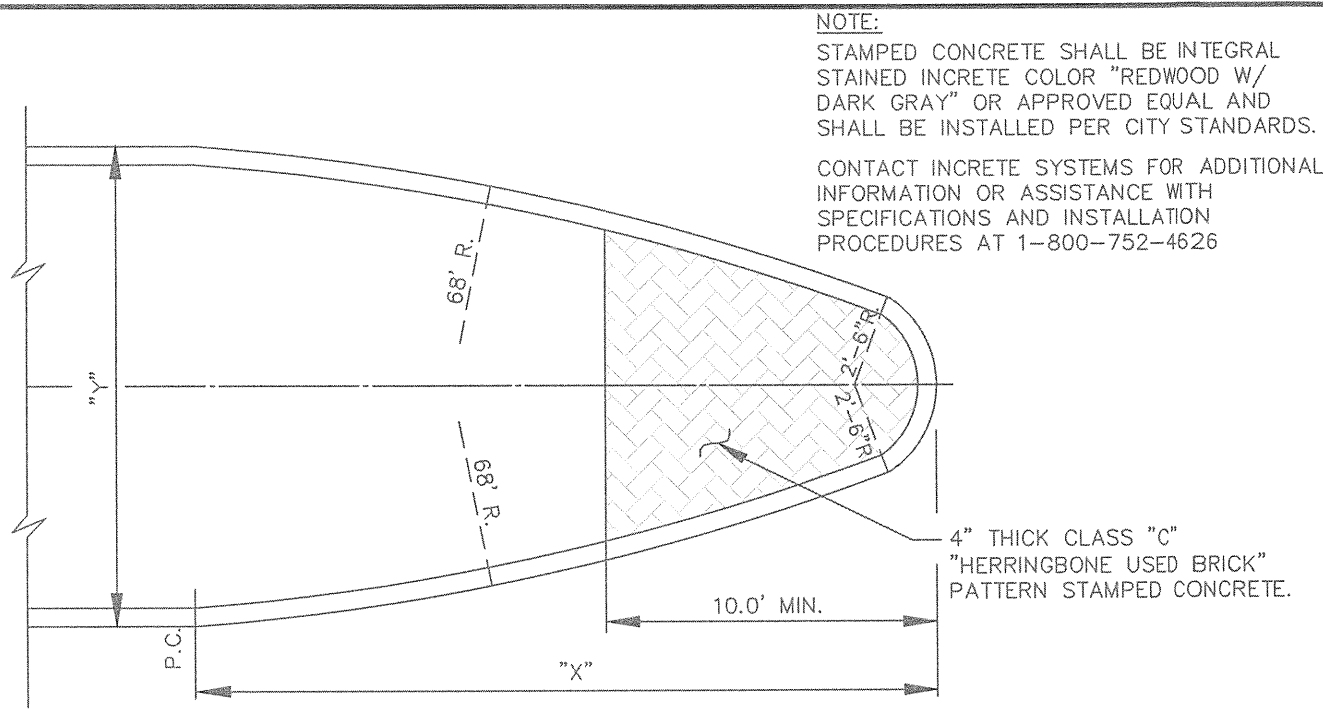 NOTE:
STAMPED CONCRETE SHALL BE INTEGRAL
STAINED INCRETE COLOR "REDWOOD W/
DARK GRAY" OR APPROVED EQUAL AND
SHALL BE INSTALLED PER CITY STANDARDS.
CONTACT INCRETE SYSTEMS FOR ADDITIONAL
INFORMATION OR ASSISTANCE WITH
SPECIFICATIONS AND INSTALLATION
PROCEDURES AT 1-800-752-4626
68' R.
2'-6"R.
"Y"
2'-6"R
68' R.
4" THICK CLASS "C"
"HERRINGBONE USED BRICK"
PATTERN STAMPED CONCRETE.
10.0' MIN.
P.C.
"X"